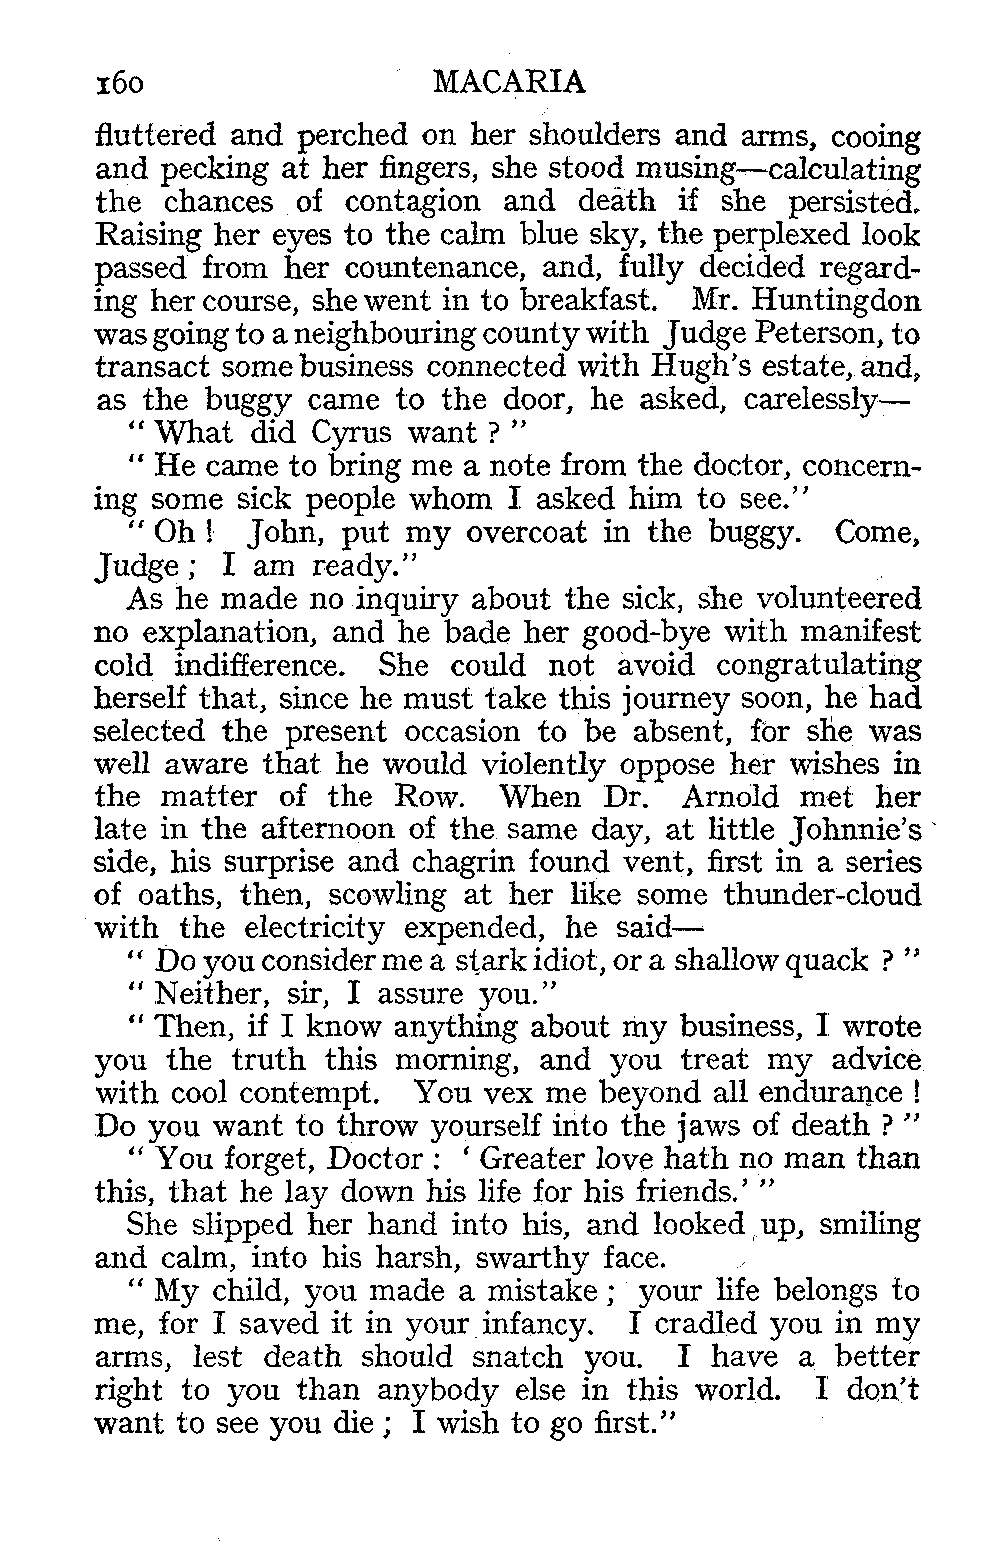 160 MACARIA
fluttered and perched on her shoulders and arms, cooing
and pecking at her fingers, she stood musing—calculating
the chances of contagion and death if she persisted.
Raising her eyes to the calm blue sky, the perplexed look
passed from her countenance, and, fully decided regard-
ing her course, she went in to breakfast. Mr. Huntingdon
was going to a neighbouring county with Judge Peterson, to
transact some business connected with Hugh's estate, and,
as the buggy came to the door, he asked, carelessly—
" What did Cyrus want ? "
" He came to bring me a note from the doctor, concern-
ing some sick people whom I asked him to see."
" Oh ! John, put my overcoat in the buggy. Come,
Judge ; I am ready."
As he made no inquiry about the sick, she volunteered
no explanation, and he bade her good-bye with manifest
cold indifference. She could not avoid congratulating
herself that, since he must take this journey soon, he had
selected the present occasion to be absent, for she was
well aware that he would violently oppose her wishes in
the matter of the Row. When Dr. Arnold met her
late in the afternoon of the same day, at little Johnnie's
side, his surprise and chagrin found vent, first in a series
of oaths, then, scowling at her like some thunder-cloud
with the electricity expended, he said—
" Do you consider me a stark idiot, or a shallow quack ? "
" Neither, sir, I assure you."
" Then, if I know anything about my business, I wrote
you the truth this morning, and you treat my advice
with cool contempt. You vex me beyond all endurance !
Do you want to throw yourself into the jaws of death ? "
" You forget, Doctor : ' Greater love hath no man than
this, that he lay down his life for his friends.' "
She slipped her hand into his, and looked up, smiling
and calm, into his harsh, swarthy face.
" My child, you made a mistake ; your life belongs to
me, for I saved it in your infancy. I cradled you in my
arms, lest death should snatch you. I have a better
right to you than anybody else in this world. I don't
want to see you die ; I wish to go first."